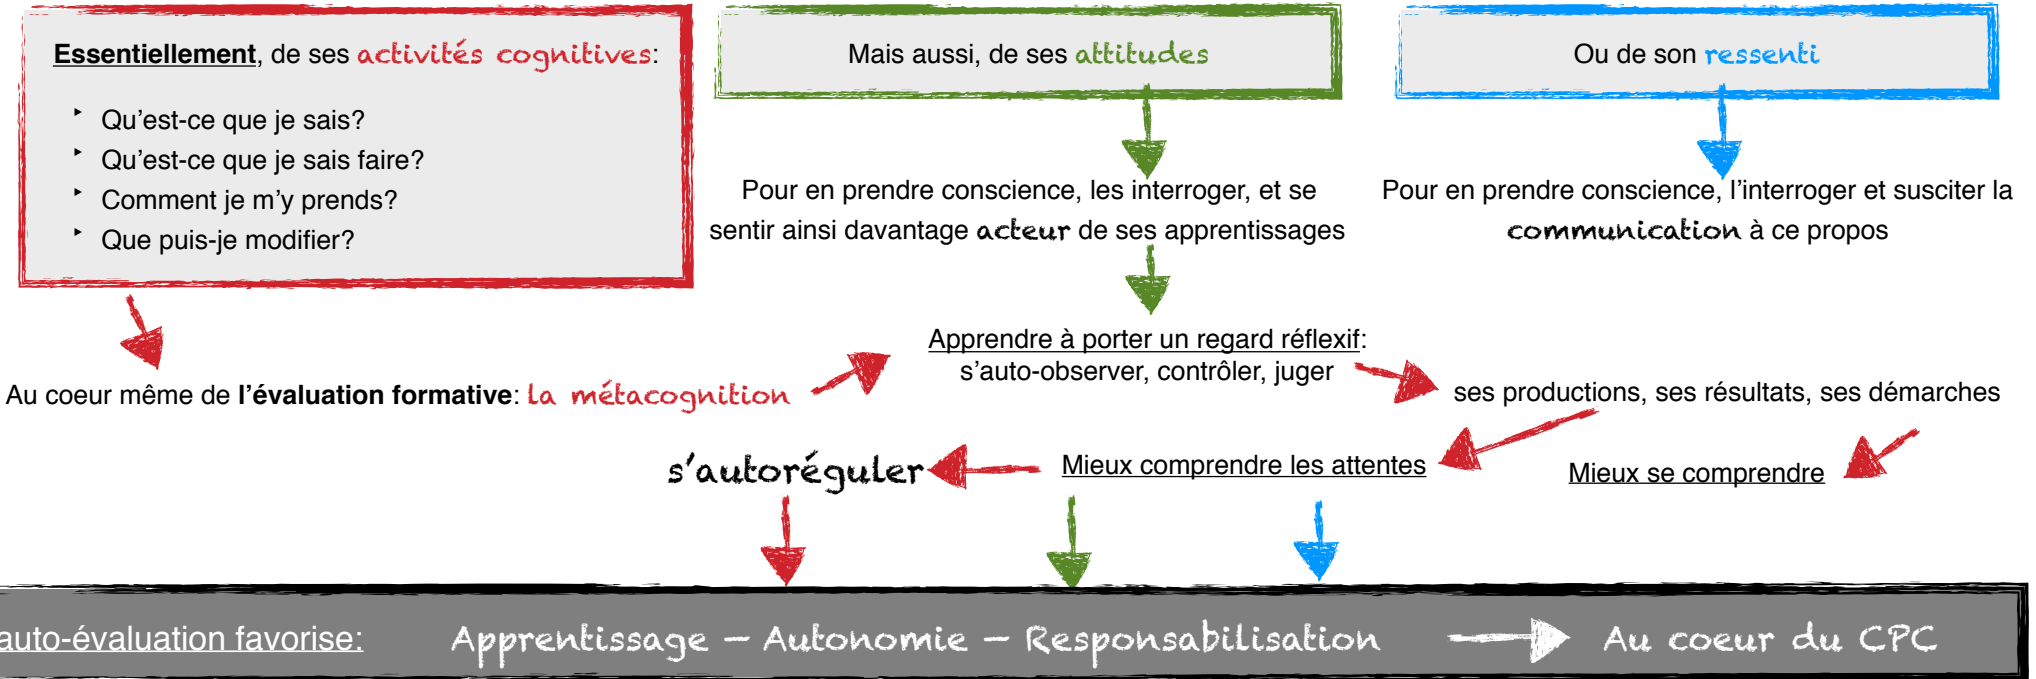 Essentiellement, de ses activités cognitives:
‣ Qu’est-ce que je sais?
‣ Qu’est-ce que je sais faire?
‣ Comment je m’y prends?
‣ Que puis-je modifier?
Mais aussi, de ses attitudes
Pour en prendre conscience, les interroger, et se
sentir ainsi davantage acteur de ses apprentissages
Ou de son ressenti
Pour en prendre conscience, l’interroger et susciter la
communication à ce propos
Au coeur même de l’évaluation formative: la métacognition
Apprendre à porter un regard réflexif:
s’auto-observer, contrôler, juger
ses productions, ses résultats, ses démarches
s’autoréguler
Mieux comprendre les attentes
Mieux se comprendre
auto-évaluation favorise:
Apprentissage – Autonomie – Responsabilisation
Au coeur du CPC